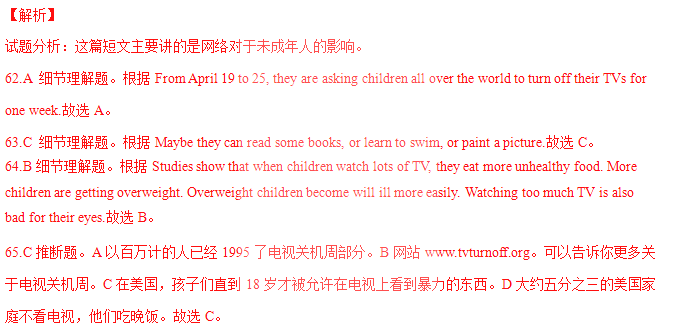 【解析】
试题分析：这篇短文主要讲的是网络对于未成年人的影响。
62.A 细节理解题。根据 From April 19 to 25, they are asking children all over the world to turn off their TVs for
one week.故选 A。
63.C 细节理解题。根据 Maybe they can read some books, or learn to swim, or paint a picture.故选 C。
64.B 细节理解题。根据 Studies show that when children watch lots of TV, they eat more unhealthy food. More
children are getting overweight. Overweight children become will ill more easily. Watching too much TV is also
bad for their eyes.故选 B。
65.C 推断题。A 以百万计的人已经 1995 了电视关机周部分。B 网站 www.tvturnoff.org。可以告诉你更多关
于电视关机周。C 在美国，孩子们直到 18 岁才被允许在电视上看到暴力的东西。D 大约五分之三的美国家
庭不看电视，他们吃晚饭。故选 C。